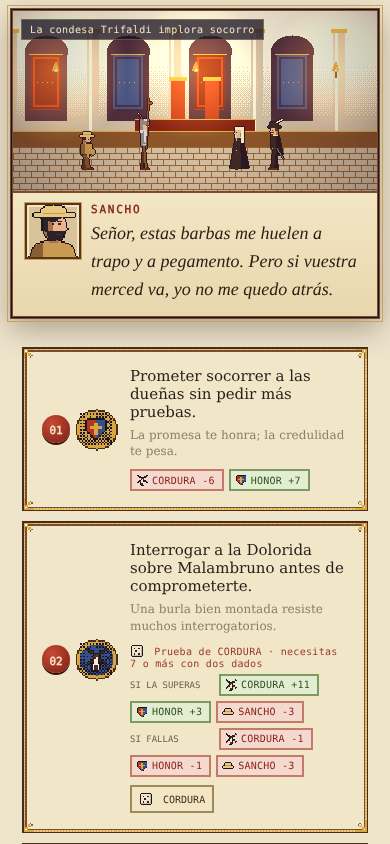 La condesa Trifaldi implora socorro
SANCHO
Señor, estas barbas me huelen a
trapo y a pegamento. Pero si vuestra
merced va, yo no me quedo atrás.
01
Prometer socorrer a las
dueñas sin pedir más
pruebas.
La promesa te honra; la credulidad
te pesa.
CORDURA -6
HONOR +7
02
Interrogar a la Dolorida
sobre Malambruno antes de
comprometerte.
Una burla bien montada resiste
muchos interrogatorios.
Prueba de CORDURA · necesitas
7 o más con dos dados
SI LA SUPERAS
CORDURA +11
HONOR +3
SANCHO -3
SI FALLAS
CORDURA -1
HONOR -1
SANCHO -3
CORDURA